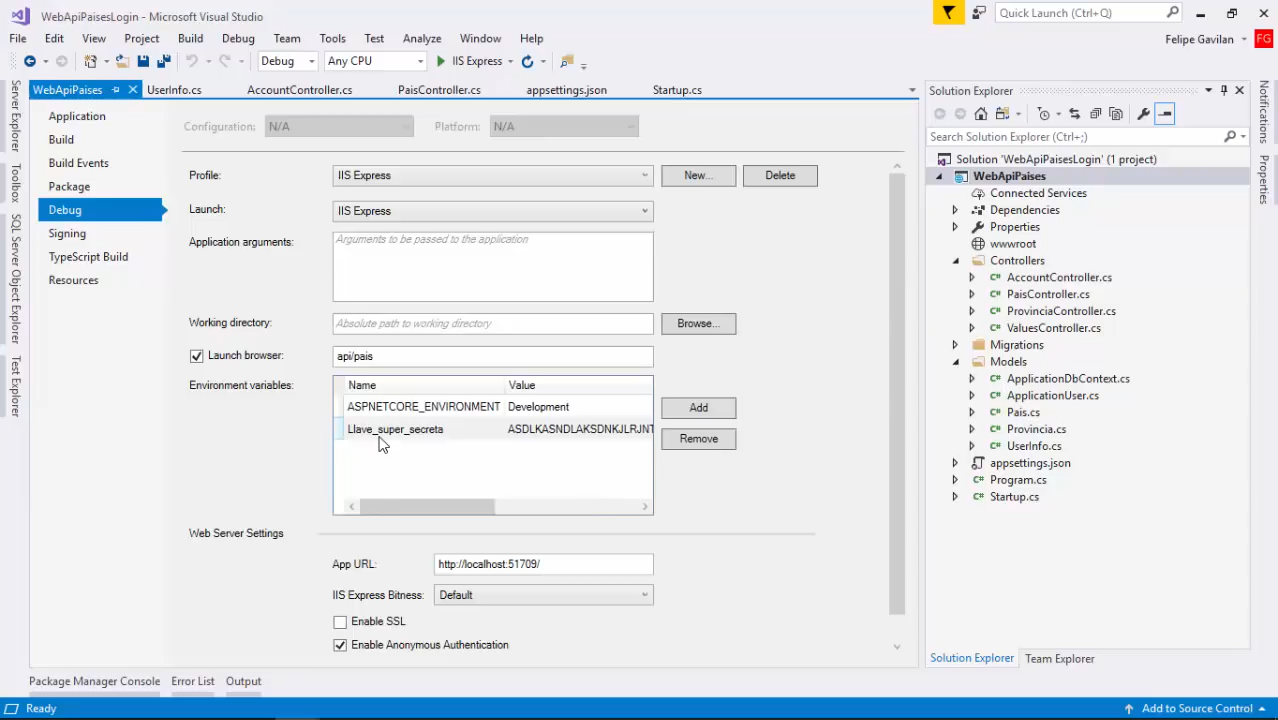 WebApiPaisesLogin - Microsoft Visual Studio
Quick Launch (Ctrl+Q)
File Edit View Project Build Debug Team Tools Test Analyze Window Help
Felipe Gavilan FG
Debug Any CPU IIS Express
WebApiPaises UserInfo.cs AccountController.cs PaisController.cs appsettings.json Startup.cs
Server Explorer
Toolbox
SQL Server Object Explorer
Test Explorer
Application
Build
Build Events
Package
Debug
Signing
TypeScript Build
Resources
Configuration: N/A Platform: N/A
Profile: IIS Express New... Delete
Launch: IIS Express
Application arguments: Arguments to be passed to the application
Working directory: Absolute path to working directory Browse...
Launch browser: api/pais
Environment variables: Name Value
ASPNETCORE_ENVIRONMENT Development Add
Llave_super_secreta ASDLKASNDLAKSDNKJLRJNT Remove
Web Server Settings
App URL: http://localhost:51709/
IIS Express Bitness: Default
Enable SSL
Enable Anonymous Authentication
Solution Explorer
Search Solution Explorer (Ctrl+;)
Solution 'WebApiPaisesLogin' (1 project)
WebApiPaises
Connected Services
Dependencies
Properties
wwwroot
Controllers
AccountController.cs
PaisController.cs
ProvinciaController.cs
ValuesController.cs
Migrations
Models
ApplicationDbContext.cs
ApplicationUser.cs
Pais.cs
Provincia.cs
UserInfo.cs
appsettings.json
Program.cs
Startup.cs
Solution Explorer Team Explorer
Notifications
Properties
Package Manager Console Error List Output
Ready
Add to Source Control